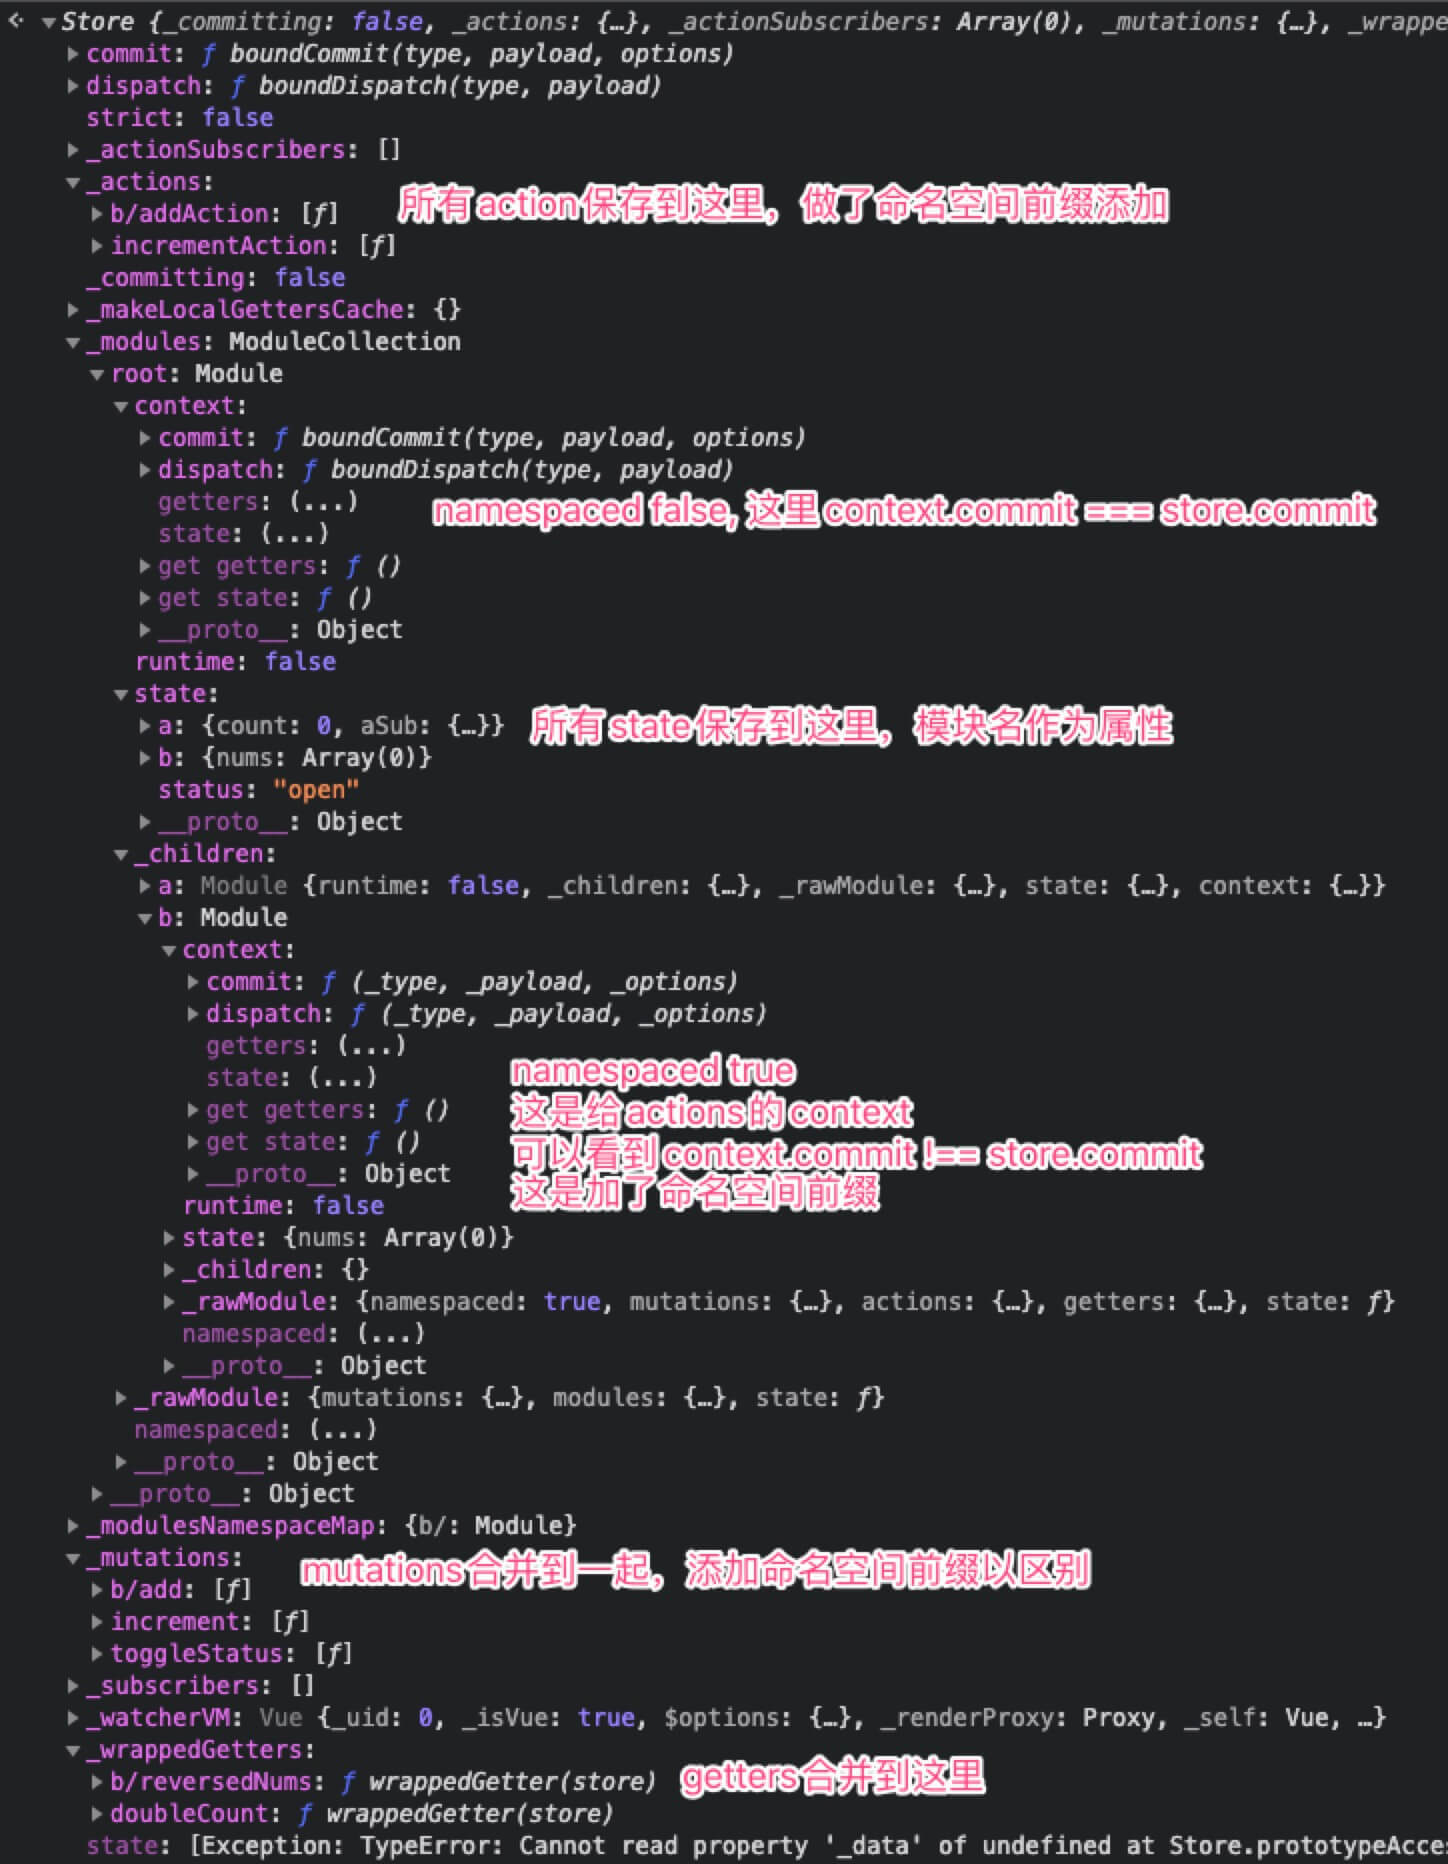 Store {_committing: false, _actions: {…}, _actionSubscribers: Array(0), _mutations: {…}, _wrappe
commit: ƒ boundCommit(type, payload, options)
dispatch: ƒ boundDispatch(type, payload)
strict: false
_actionSubscribers: []
_actions:
所有action保存到这里，做了命名空间前缀添加
b/addAction: [ƒ]
incrementAction: [ƒ]
_committing: false
_makeLocalGettersCache: {}
_modules: ModuleCollection
root: Module
context:
commit: ƒ boundCommit(type, payload, options)
dispatch: ƒ boundDispatch(type, payload)
getters: (...)
namespaced false, 这里context.commit === store.commit
state: (...)
get getters: ƒ ()
get state: ƒ ()
__proto__: Object
runtime: false
state:
a: {count: 0, aSub: {…}}
所有state保存到这里，模块名作为属性
b: {nums: Array(0)}
status: "open"
__proto__: Object
_children:
a: Module {runtime: false, _children: {…}, _rawModule: {…}, state: {…}, context: {…}}
b: Module
context:
commit: ƒ (_type, _payload, _options)
dispatch: ƒ (_type, _payload, _options)
getters: (...)
state: (...)
namespaced true
get getters: ƒ ()
这是给actions的context
get state: ƒ ()
可以看到context.commit !== store.commit
__proto__: Object
这是加了命名空间前缀
runtime: false
state: {nums: Array(0)}
_children: {}
_rawModule: {namespaced: true, mutations: {…}, actions: {…}, getters: {…}, state: ƒ}
namespaced: (...)
__proto__: Object
_rawModule: {mutations: {…}, modules: {…}, state: ƒ}
namespaced: (...)
__proto__: Object
__proto__: Object
_modulesNamespaceMap: {b/: Module}
_mutations:
mutations合并到一起，添加命名空间前缀以区别
b/add: [ƒ]
increment: [ƒ]
toggleStatus: [ƒ]
_subscribers: []
_watcherVM: Vue {_uid: 0, _isVue: true, $options: {…}, _renderProxy: Proxy, _self: Vue, …}
_wrappedGetters:
b/reversedNums: ƒ wrappedGetter(store)
getters合并到这里
doubleCount: ƒ wrappedGetter(store)
state: [Exception: TypeError: Cannot read property '_data' of undefined at Store.prototypeAcce